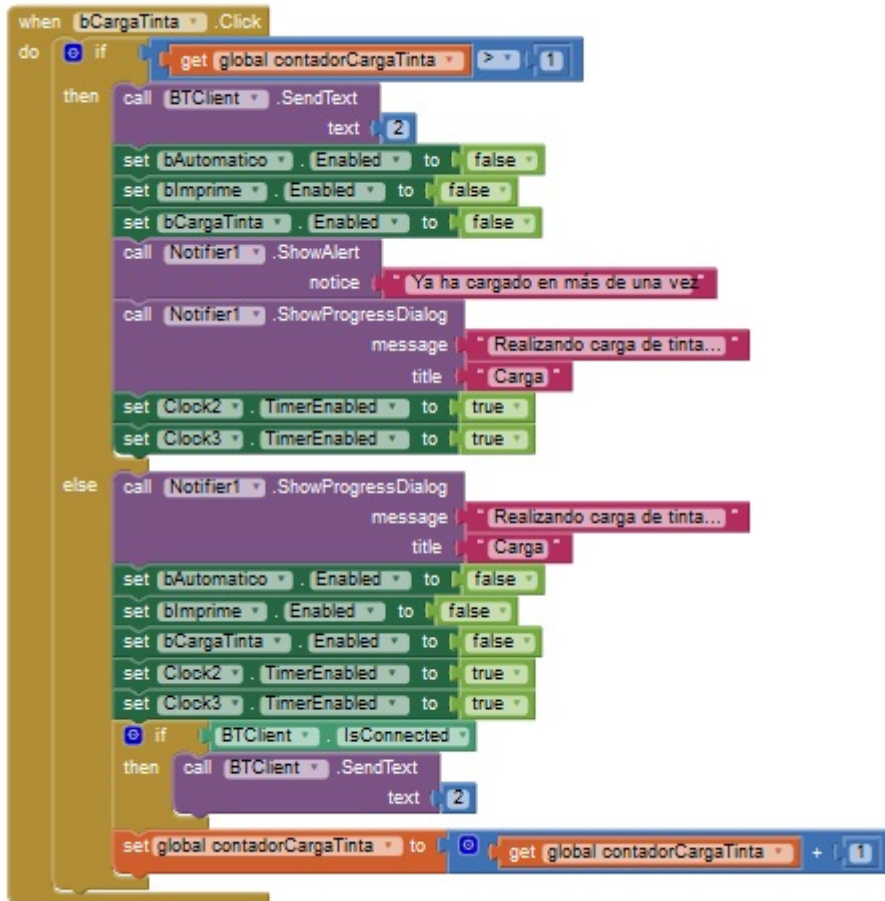 when bCargaTinta .Click
do if get global contadorCargaTinta > 1
then call BTClient .SendText
text 2
set bAutomatico . Enabled to false
set bImprime . Enabled to false
set bCargaTinta . Enabled to false
call Notifier1 .ShowAlert
notice " Ya ha cargado en más de una vez "
call Notifier1 .ShowProgressDialog
message " Realizando carga de tinta... "
title " Carga "
set Clock2 . TimerEnabled to true
set Clock3 . TimerEnabled to true
else call Notifier1 .ShowProgressDialog
message " Realizando carga de tinta... "
title " Carga "
set bAutomatico . Enabled to false
set bImprime . Enabled to false
set bCargaTinta . Enabled to false
set Clock2 . TimerEnabled to true
set Clock3 . TimerEnabled to true
if BTClient . IsConnected
then call BTClient .SendText
text 2
set global contadorCargaTinta to get global contadorCargaTinta + 1